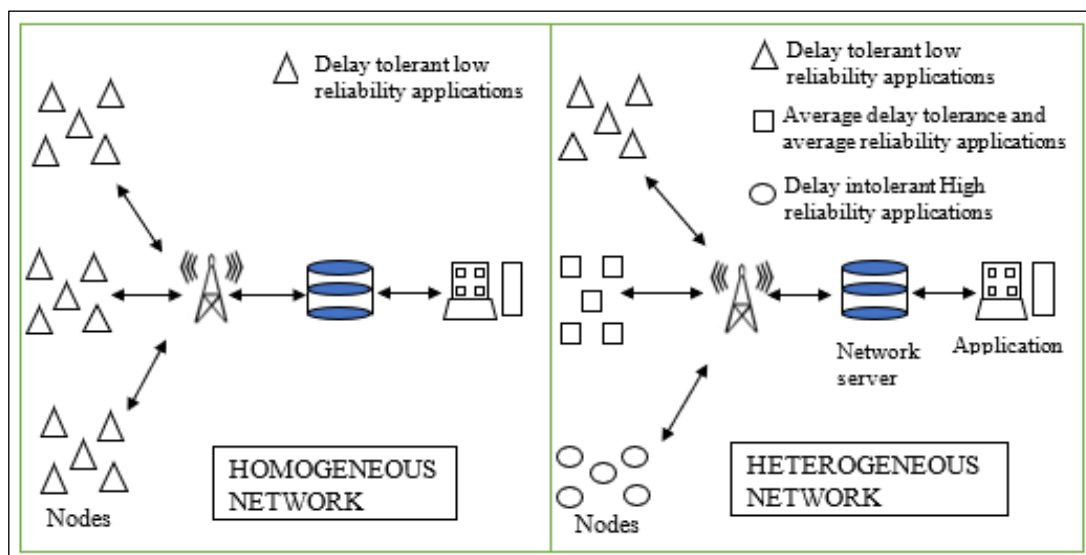 Delay tolerant low
reliability applications
HOMOGENEOUS
NETWORK
Nodes
Delay tolerant low
reliability applications
Average delay tolerance and
average reliability applications
Delay intolerant High
reliability applications
Network
server
Application
HETEROGENEOUS
NETWORK
Nodes